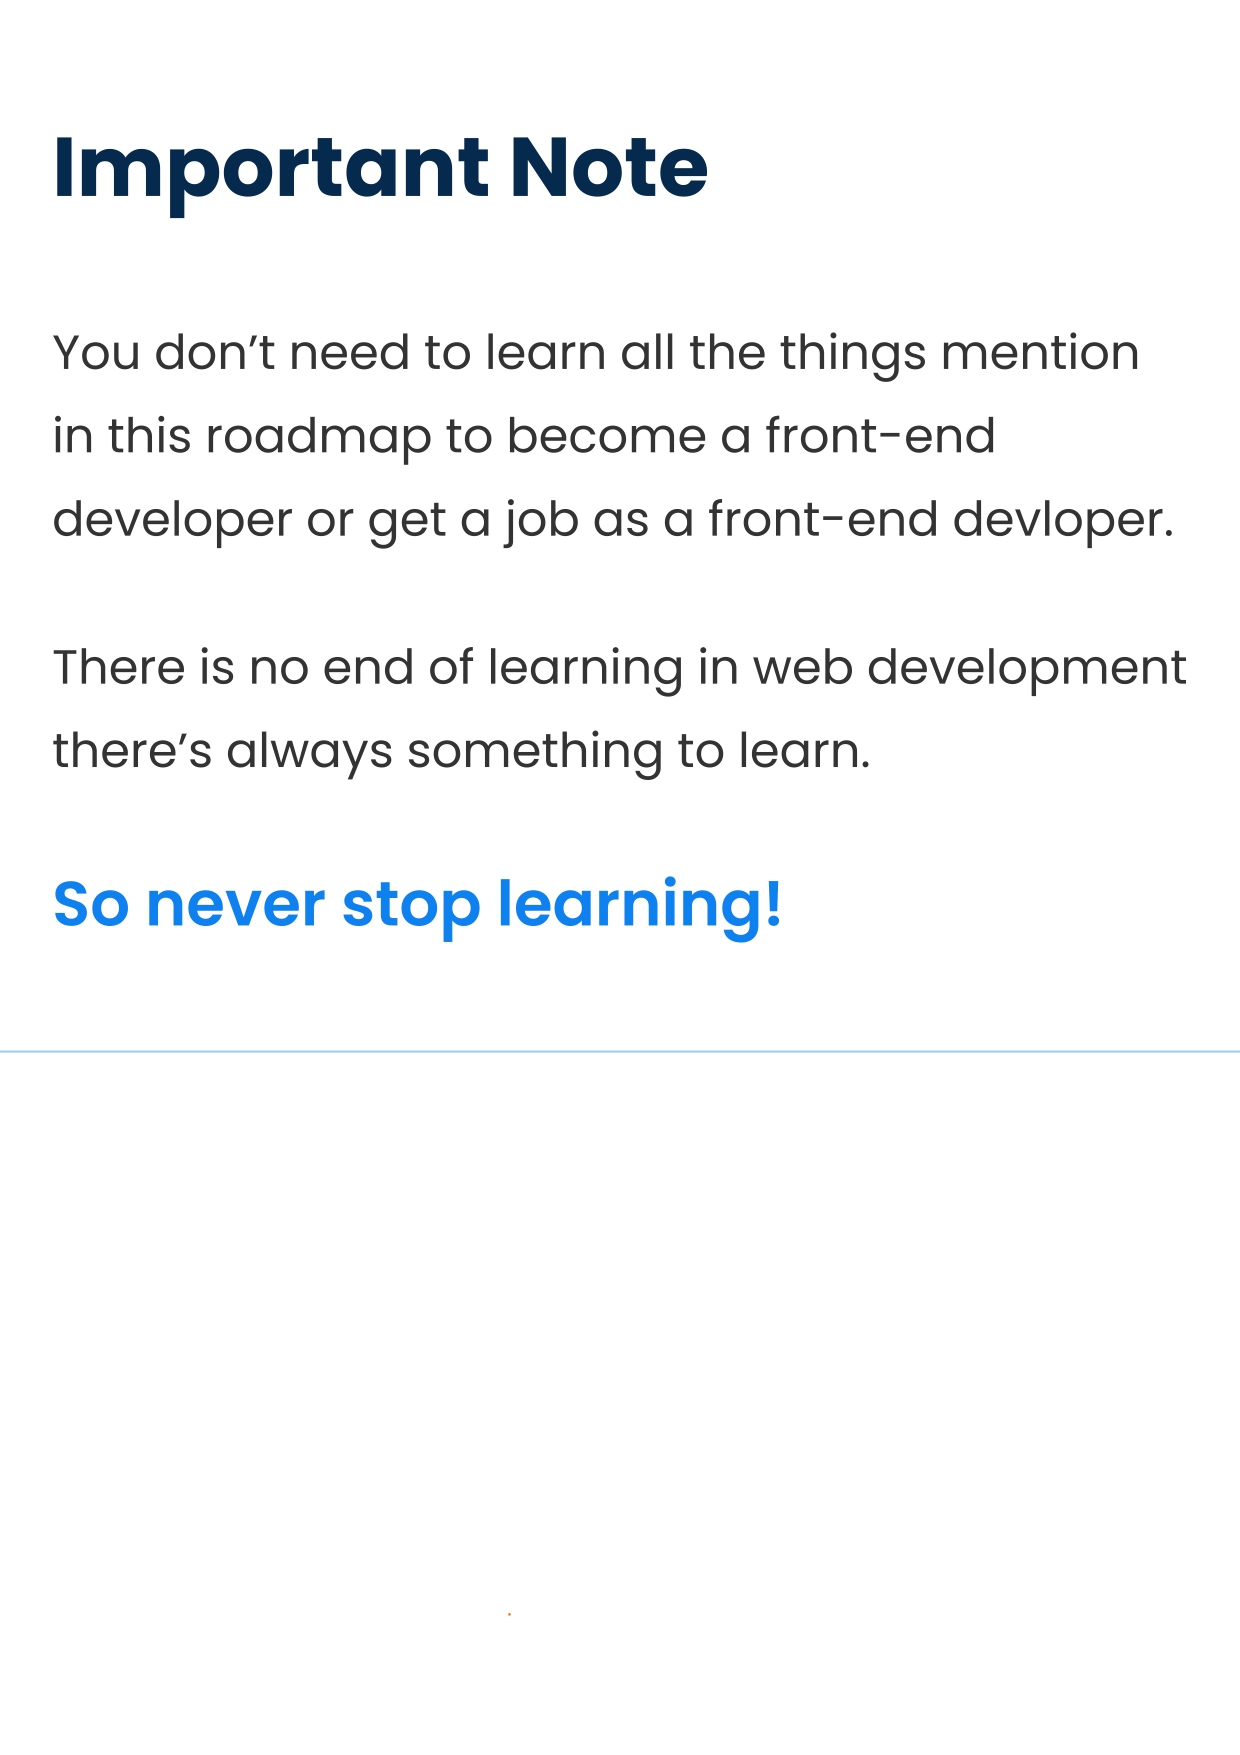 Important Note
You don’t need to learn all the things mention
in this roadmap to become a front-end
developer or get a job as a front-end devloper.
There is no end of learning in web development
there’s always something to learn.
So never stop learning!